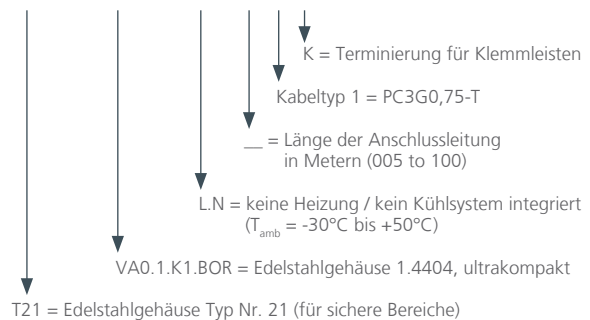 K = Terminierung für Klemmleisten
Kabeltyp 1 = PC3G0,75-T
__ = Länge der Anschlussleitung
in Metern (005 to 100)
L.N = keine Heizung / kein Kühlsystem integriert
(Tamb = -30°C bis +50°C)
VA0.1.K1.BOR = Edelstahlgehäuse 1.4404, ultrakompakt
T21 = Edelstahlgehäuse Typ Nr. 21 (für sichere Bereiche)